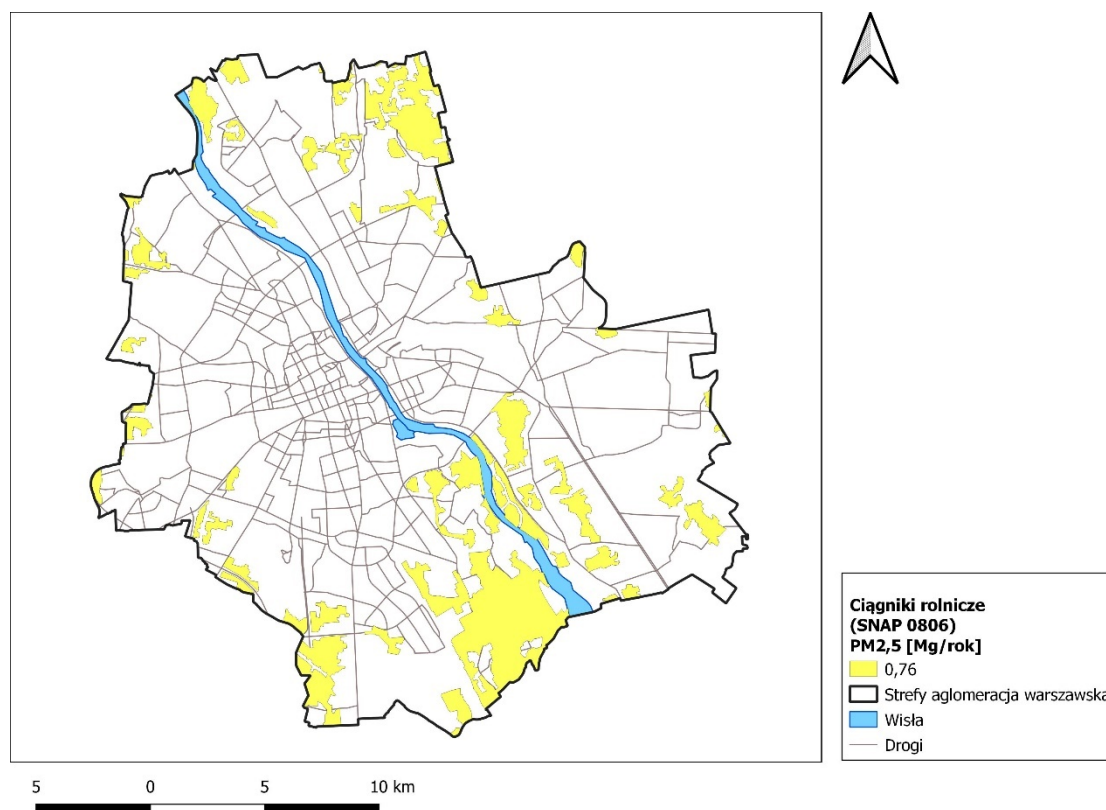 Ciągniki rolnicze
(SNAP 0806)
PM2,5 [Mg/rok]
0,76
Strefy aglomeracja warszawska
Wisła
Drogi
5 0 5 10 km